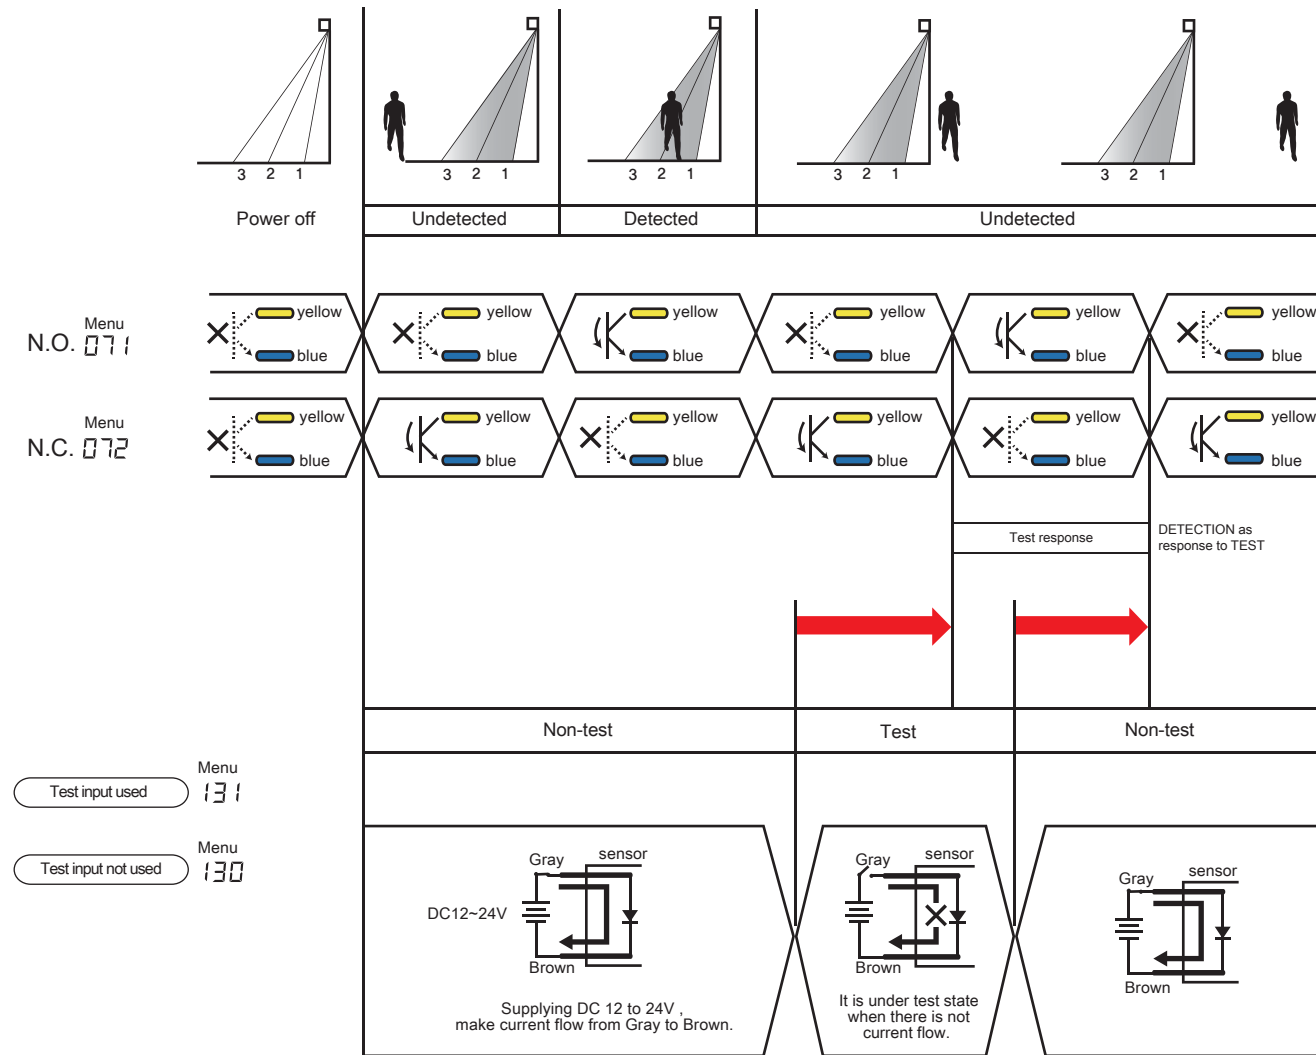 3 2 1
3 2 1
3 2 1
3 2 1
3 2 1
Power off
Undetected
Detected
Undetected
Menu
N.O. 071
yellow
blue
yellow
blue
yellow
blue
yellow
blue
yellow
blue
yellow
blue
Menu
N.C. 072
yellow
blue
yellow
blue
yellow
blue
yellow
blue
yellow
blue
yellow
blue
Test response
DETECTION as
response to TEST
Non-test
Test
Non-test
Menu
Test input used 131
Menu
Test input not used 130
Gray
sensor
DC12~24V
Brown
Supplying DC 12 to 24V ,
make current flow from Gray to Brown.
Gray
sensor
Brown
It is under test state
when there is not
current flow.
Gray
sensor
Brown